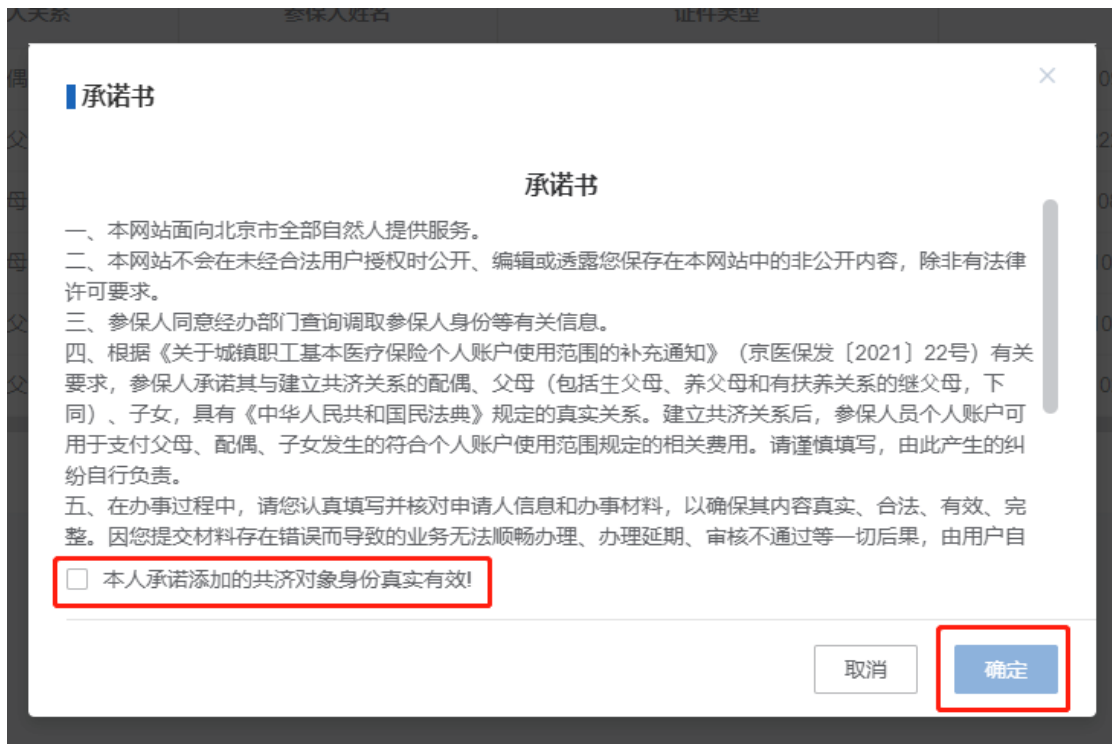 人关系 参保人姓名 证件类型
偶
父
母
母
父
父
承诺书
承诺书
一、本网站面向北京市全部自然人提供服务。
二、本网站不会在未经合法用户授权时公开、编辑或透露您保存在本网站中的非公开内容，除非有法律
许可要求。
三、参保人同意经办部门查询调取参保人身份等有关信息。
四、根据《关于城镇职工基本医疗保险个人账户使用范围的补充通知》（京医保发〔2021〕22号）有关
要求，参保人承诺其与建立共济关系的配偶、父母（包括生父母、养父母和有扶养关系的继父母，下
同）、子女，具有《中华人民共和国民法典》规定的真实关系。建立共济关系后，参保人员个人账户可
用于支付父母、配偶、子女发生的符合个人账户使用范围规定的相关费用。请谨慎填写，由此产生的纠
纷自行负责。
五、在办事过程中，请您认真填写并核对申请人信息和办事材料，以确保其内容真实、合法、有效、完
整。因您提交材料存在错误而导致的业务无法顺畅办理、办理延期、审核不通过等一切后果，由用户自
本人承诺添加的共济对象身份真实有效!
取消 确定